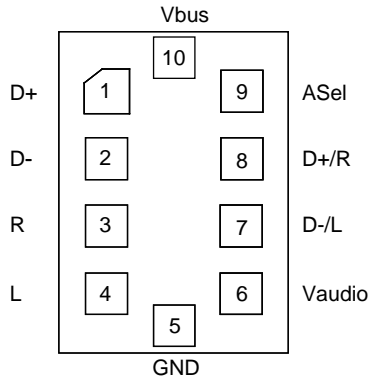 Vbus
10
D+ 1 9 ASel
D- 2 8 D+/R
R 3 7 D-/L
L 4 6 Vaudio
5
GND